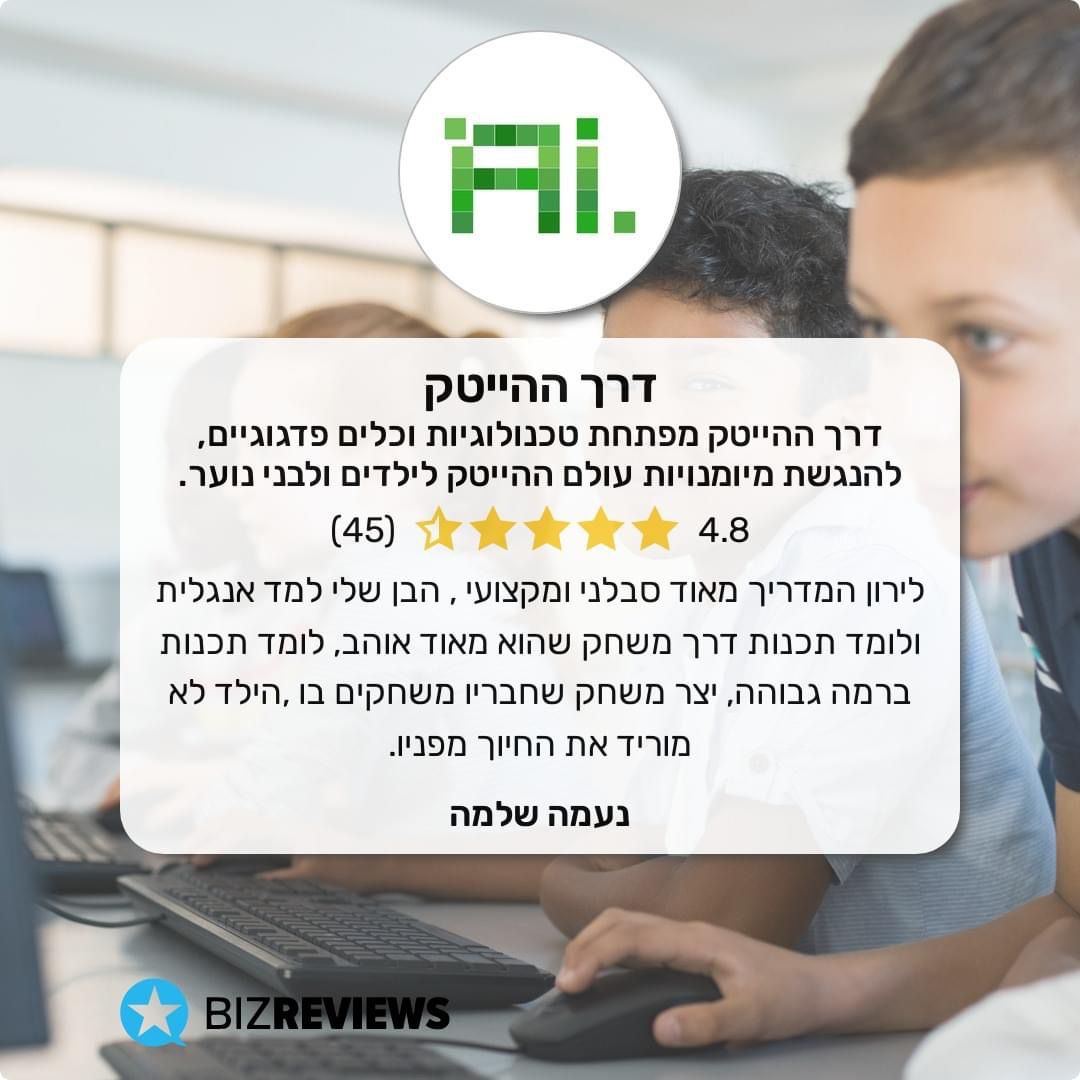 Ai.
דרך ההייטק
דרך ההייטק מפתחת טכנולוגיות וכלים פדגוגיים,
להנגשת מיומנויות עולם ההייטק לילדים ולבני נוער.
4.8 (45)
לירון המדריך מאוד סבלני ומקצועי , הבן שלי למד אנגלית
ולומד תכנות דרך משחק שהוא מאוד אוהב, לומד תכנות
ברמה גבוהה, יצר משחק שחבריו משחקים בו ,הילד לא
מוריד את החיוך מפניו.
נעמה שלמה
BIZREVIEWS